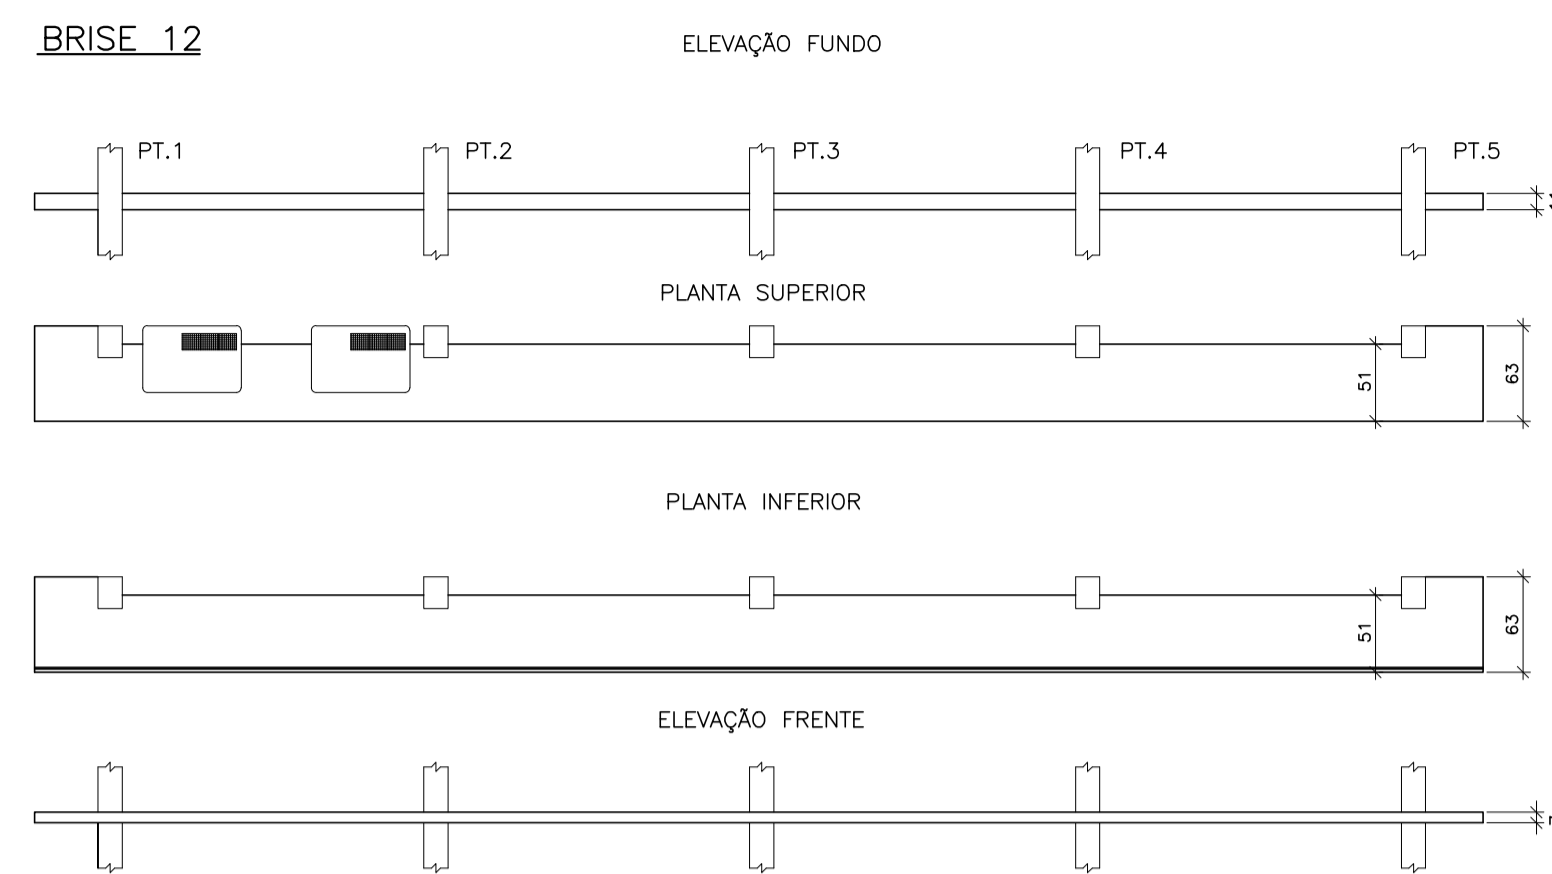 BRISE 12
ELEVAÇÃO FUNDO
PT.1
PT.2
PT.3
PT.4
PT.5
PLANTA SUPERIOR
51
63
PLANTA INFERIOR
51
63
ELEVAÇÃO FRENTE